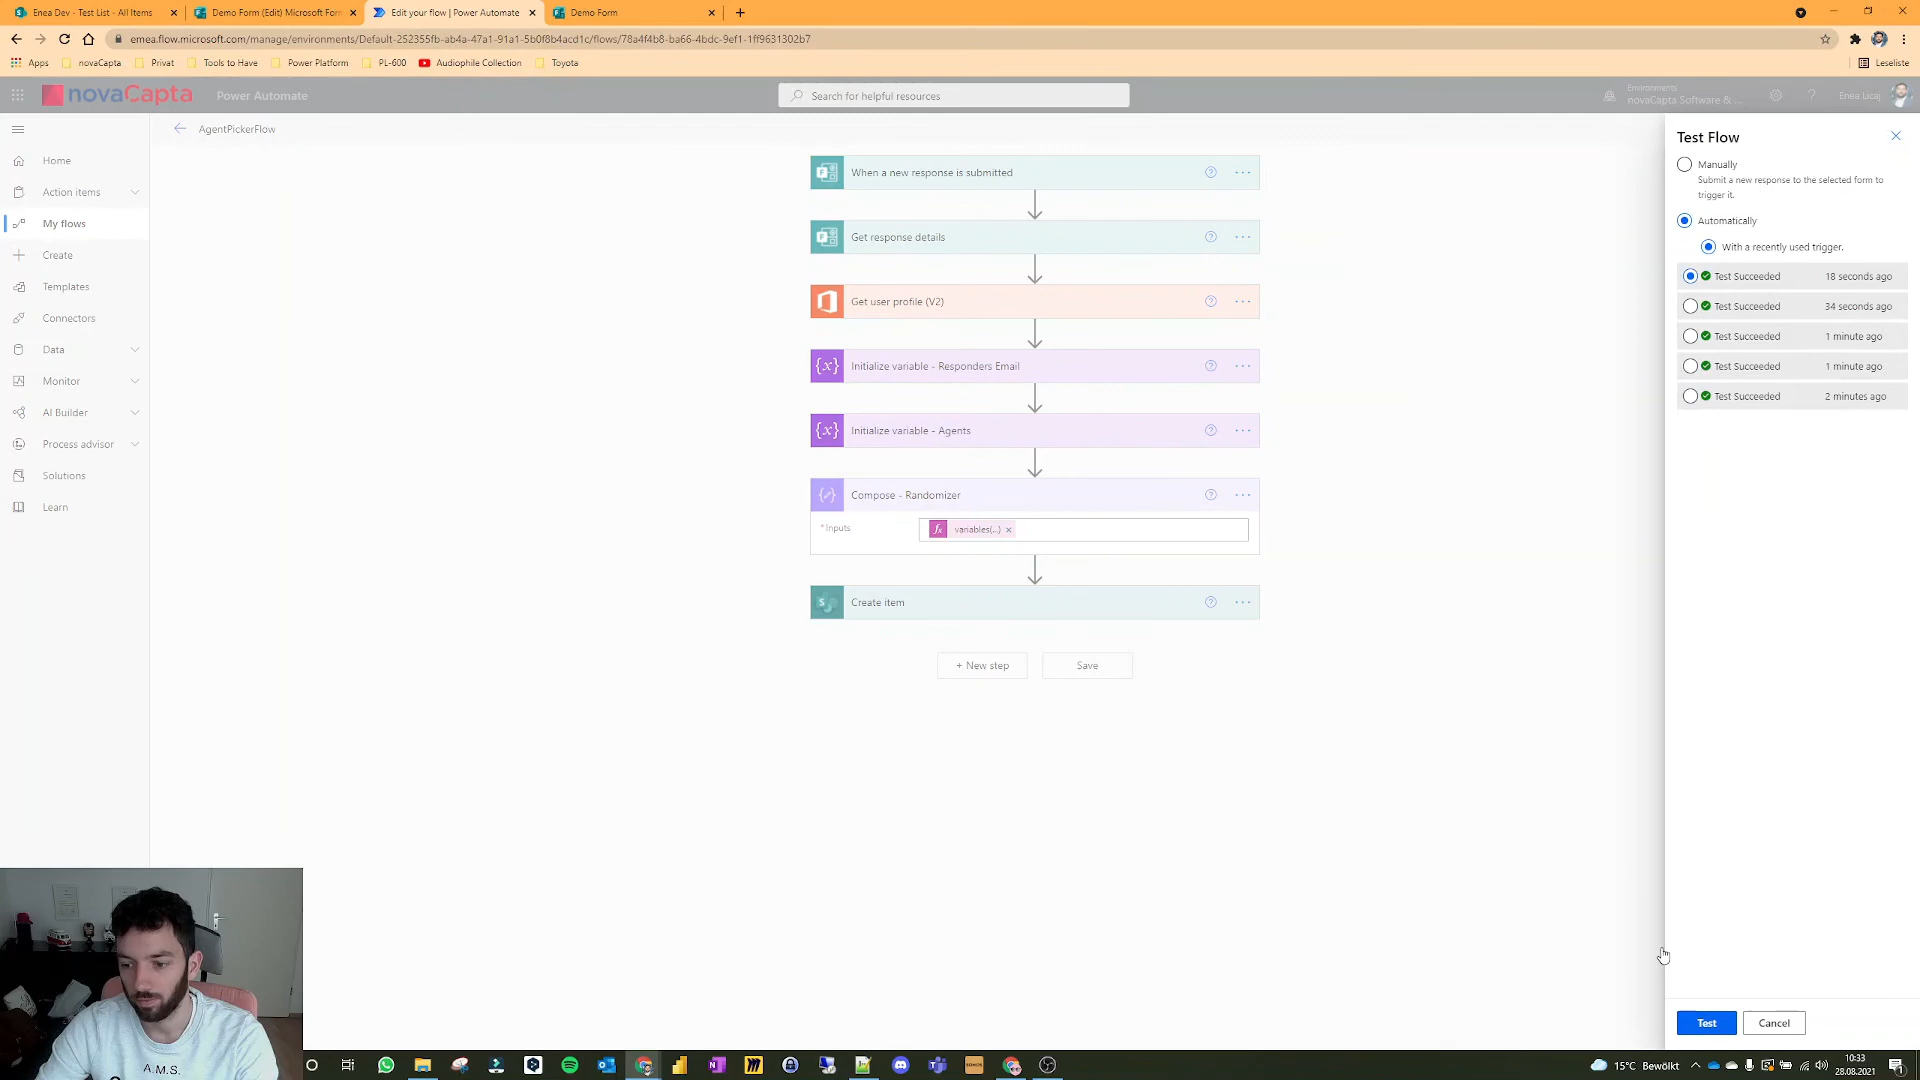 Enea Dev - Test List - All Items
Demo Form (Edit) Microsoft For
Edit your flow | Power Automate
Demo Form
emea.flow.microsoft.com/manage/environments/Default-252355fb-ab4a-47a1-91a1-5b0f8b4acd1c/flows/78a4f4b8-ba66-4bdc-9ef1-1ff9631302b7
Apps
novaCapta
Privat
Tools to Have
Power Platform
PL-600
Audiophile Collection
Toyota
Leseliste
novaCapta
Power Automate
Search for helpful resources
Environments
novaCapta Software & ...
Enea Licaj
AgentPickerFlow
Home
Action items
My flows
Create
Templates
Connectors
Data
Monitor
AI Builder
Process advisor
Solutions
Learn
When a new response is submitted
Get response details
Get user profile (V2)
Initialize variable - Responders Email
Initialize variable - Agents
Compose - Randomizer
* Inputs
fx variables(...) ×
Create item
+ New step
Save
Test Flow
Manually
Submit a new response to the selected form to
trigger it.
Automatically
With a recently used trigger.
Test Succeeded 18 seconds ago
Test Succeeded 34 seconds ago
Test Succeeded 1 minute ago
Test Succeeded 1 minute ago
Test Succeeded 2 minutes ago
Test
Cancel
A.M.S.
SONOS
15°C Bewölkt
10:33
28.08.2021